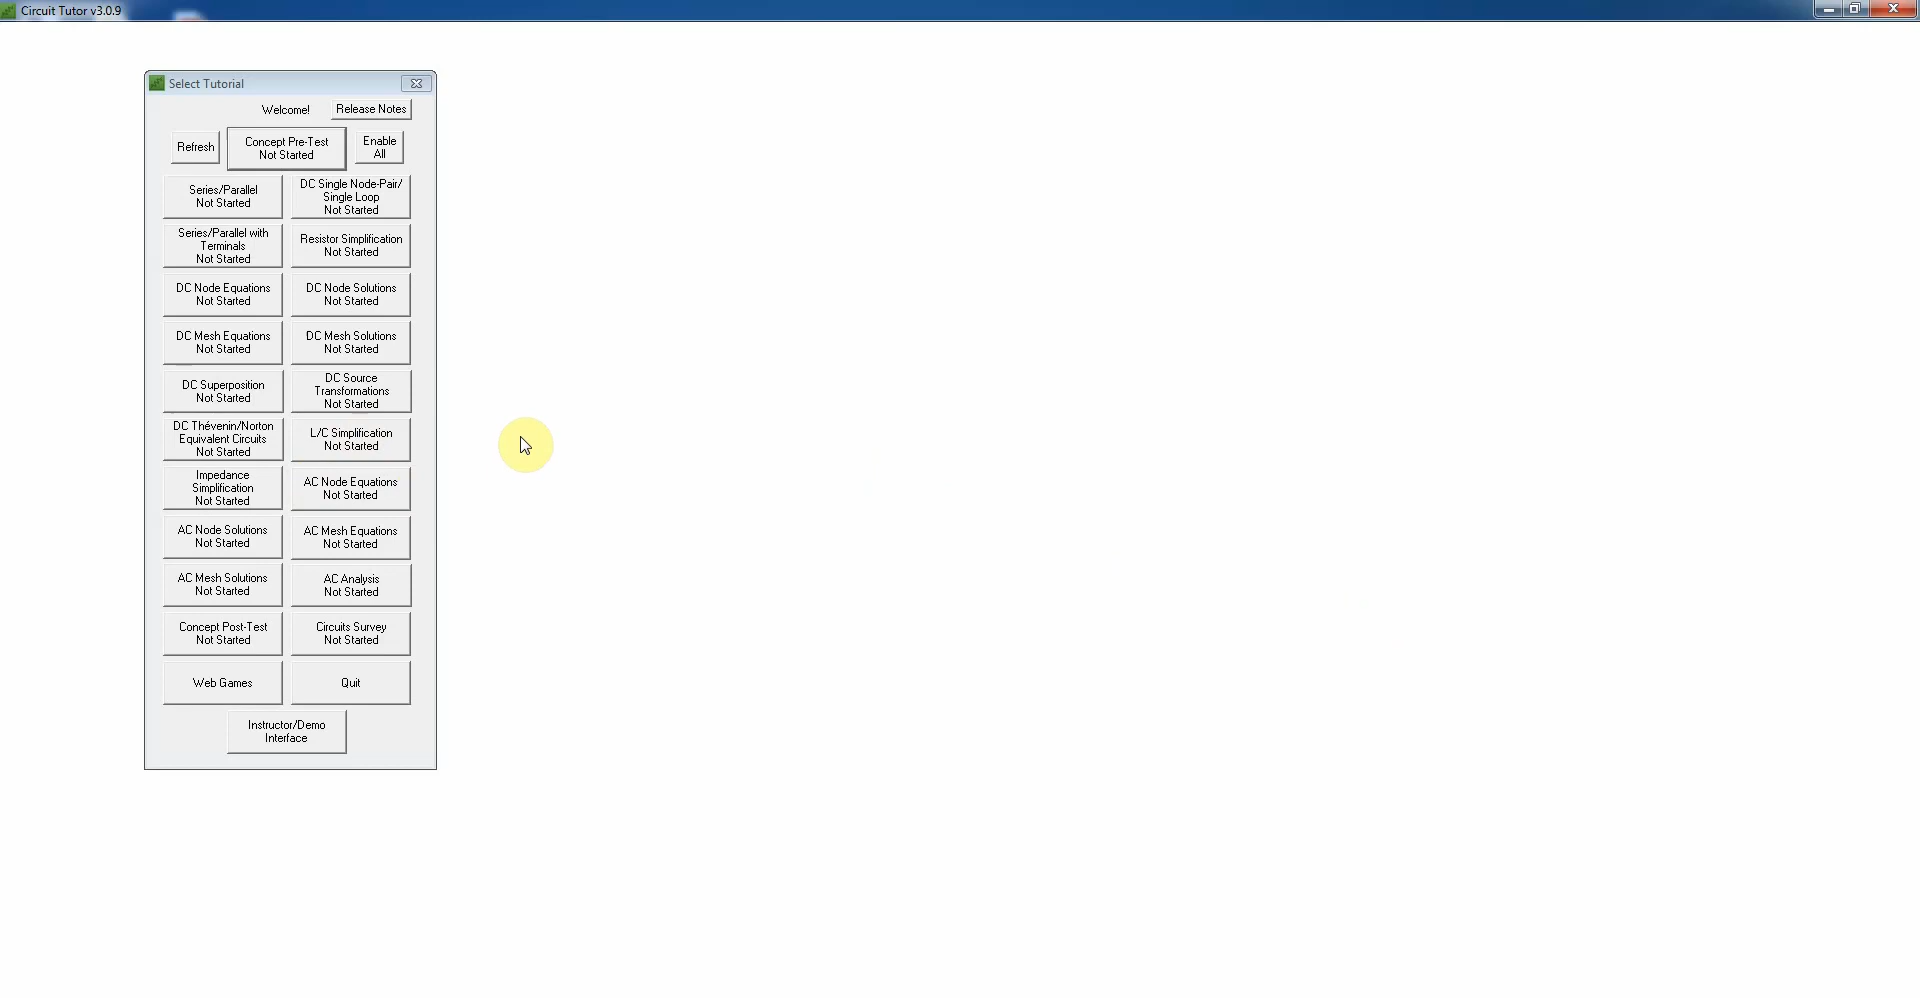 Circuit Tutor v3.0.9
Select Tutorial
Welcome!
Release Notes
Refresh
Concept Pre-Test
Not Started
Enable
All
Series/Parallel
Not Started
DC Single Node-Pair/
Single Loop
Not Started
Series/Parallel with
Terminals
Not Started
Resistor Simplification
Not Started
DC Node Equations
Not Started
DC Node Solutions
Not Started
DC Mesh Equations
Not Started
DC Mesh Solutions
Not Started
DC Superposition
Not Started
DC Source
Transformations
Not Started
DC Thévenin/Norton
Equivalent Circuits
Not Started
L/C Simplification
Not Started
Impedance
Simplification
Not Started
AC Node Equations
Not Started
AC Node Solutions
Not Started
AC Mesh Equations
Not Started
AC Mesh Solutions
Not Started
AC Analysis
Not Started
Concept Post-Test
Not Started
Circuits Survey
Not Started
Web Games
Quit
Instructor/Demo
Interface